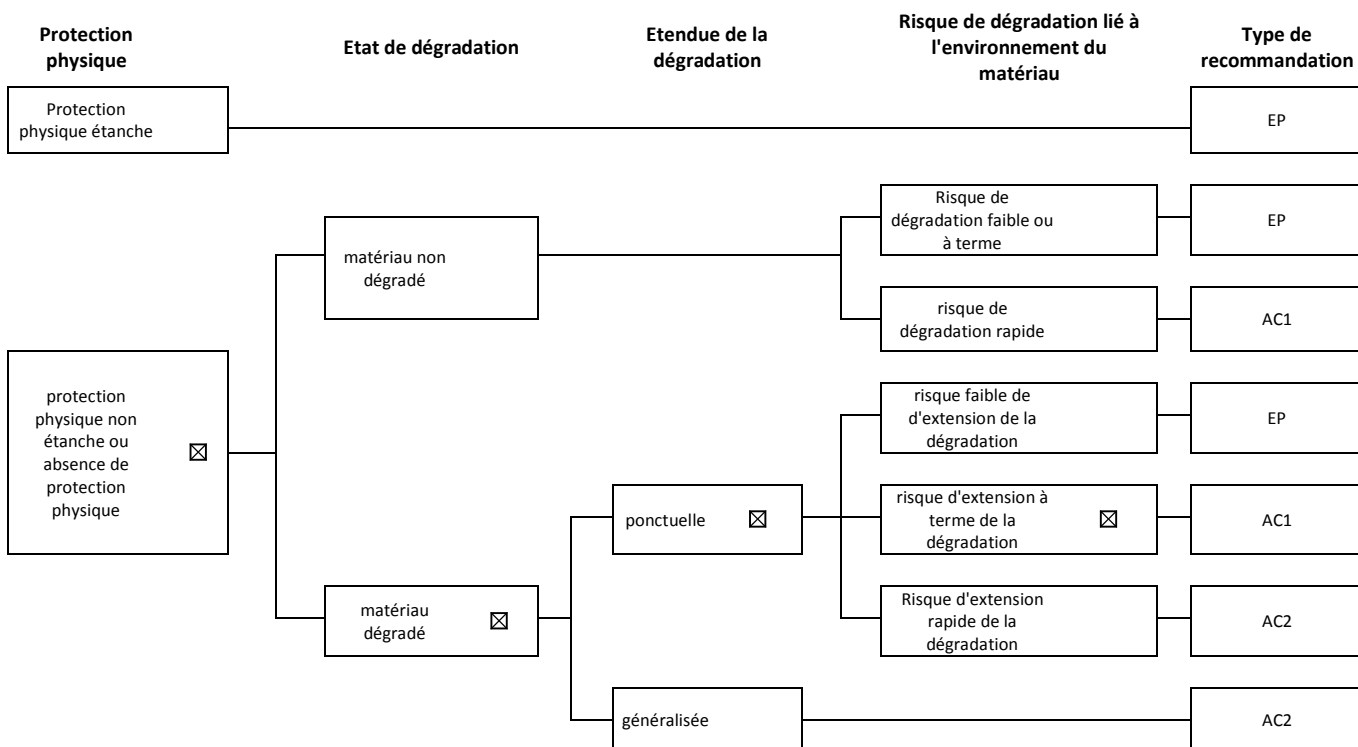 Protection
physique
Etat de dégradation
Etendue de la
dégradation
Risque de dégradation lié à
l'environnement du
matériau
Type de
recommandation
Protection
physique étanche
EP
matériau non
dégradé
Risque de
dégradation faible ou
à terme
EP
risque de
dégradation rapide
AC1
protection
physique non
étanche ou
absence de
protection
physique
☒
risque faible de
d'extension de la
dégradation
EP
ponctuelle ☒
risque d'extension à
terme de la
dégradation
☒
AC1
matériau
dégradé
☒
Risque d'extension
rapide de la
dégradation
AC2
généralisée
AC2